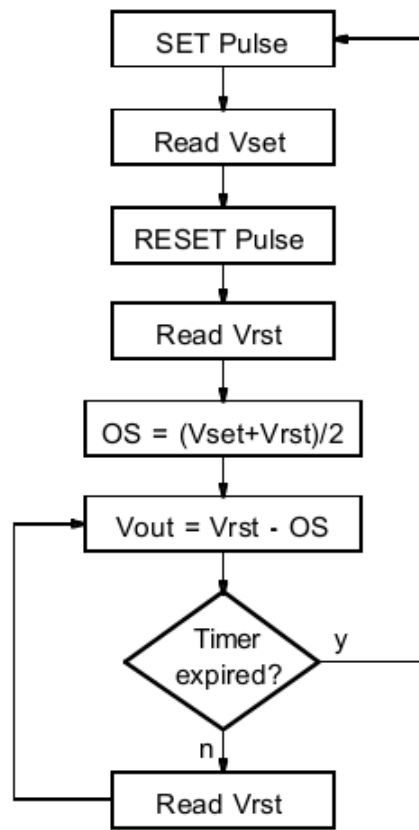 SET Pulse
Read Vset
RESET Pulse
Read Vrst
OS = (Vset+Vrst)/2
Vout = Vrst - OS
Timer
expired?
y
n
Read Vrst